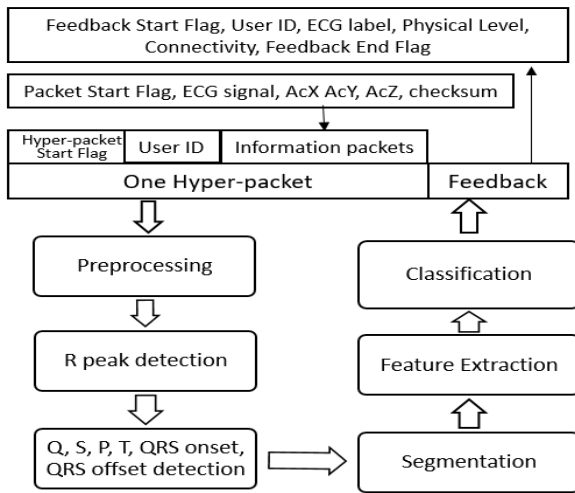 Feedback Start Flag, User ID, ECG label, Physical Level,
Connectivity, Feedback End Flag
Packet Start Flag, ECG signal, AcX AcY, AcZ, checksum
Hyper-packet
Start Flag
User ID
Information packets
One Hyper-packet
Feedback
Preprocessing
R peak detection
Q, S, P, T, QRS onset,
QRS offset detection
Segmentation
Feature Extraction
Classification